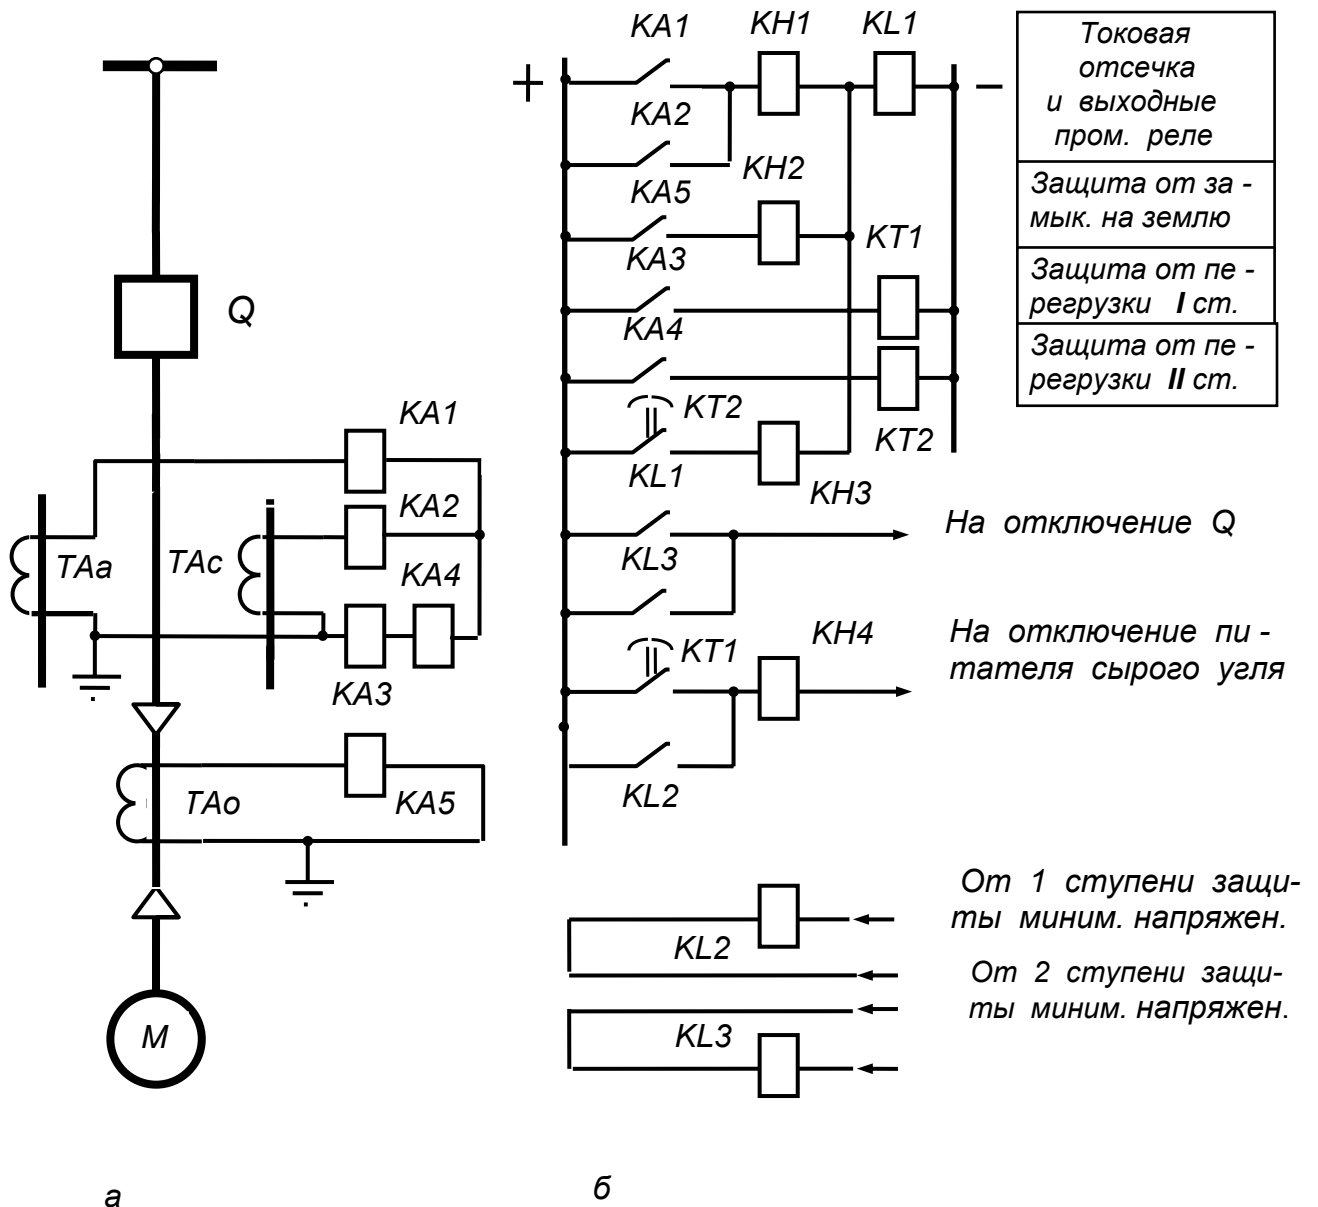 Q
KA1
KA2
TAa
TAc
KA4
KA3
TAo
KA5
M
а
KA1
KH1
KL1
+
−
KA2
KA5
KH2
KA3
KT1
KA4
KT2
KT2
KL1
KH3
KL3
На отключение Q
KT1
KH4
На отключение пи -
тателя сырого угля
KL2
KL2
От 1 ступени защи-
ты миним. напряжен.
KL3
От 2 ступени защи-
ты миним. напряжен.
б
Токовая
отсечка
и выходные
пром. реле
Защита от за -
мык. на землю
Защита от пе -
регрузки I ст.
Защита от пе -
регрузки II ст.